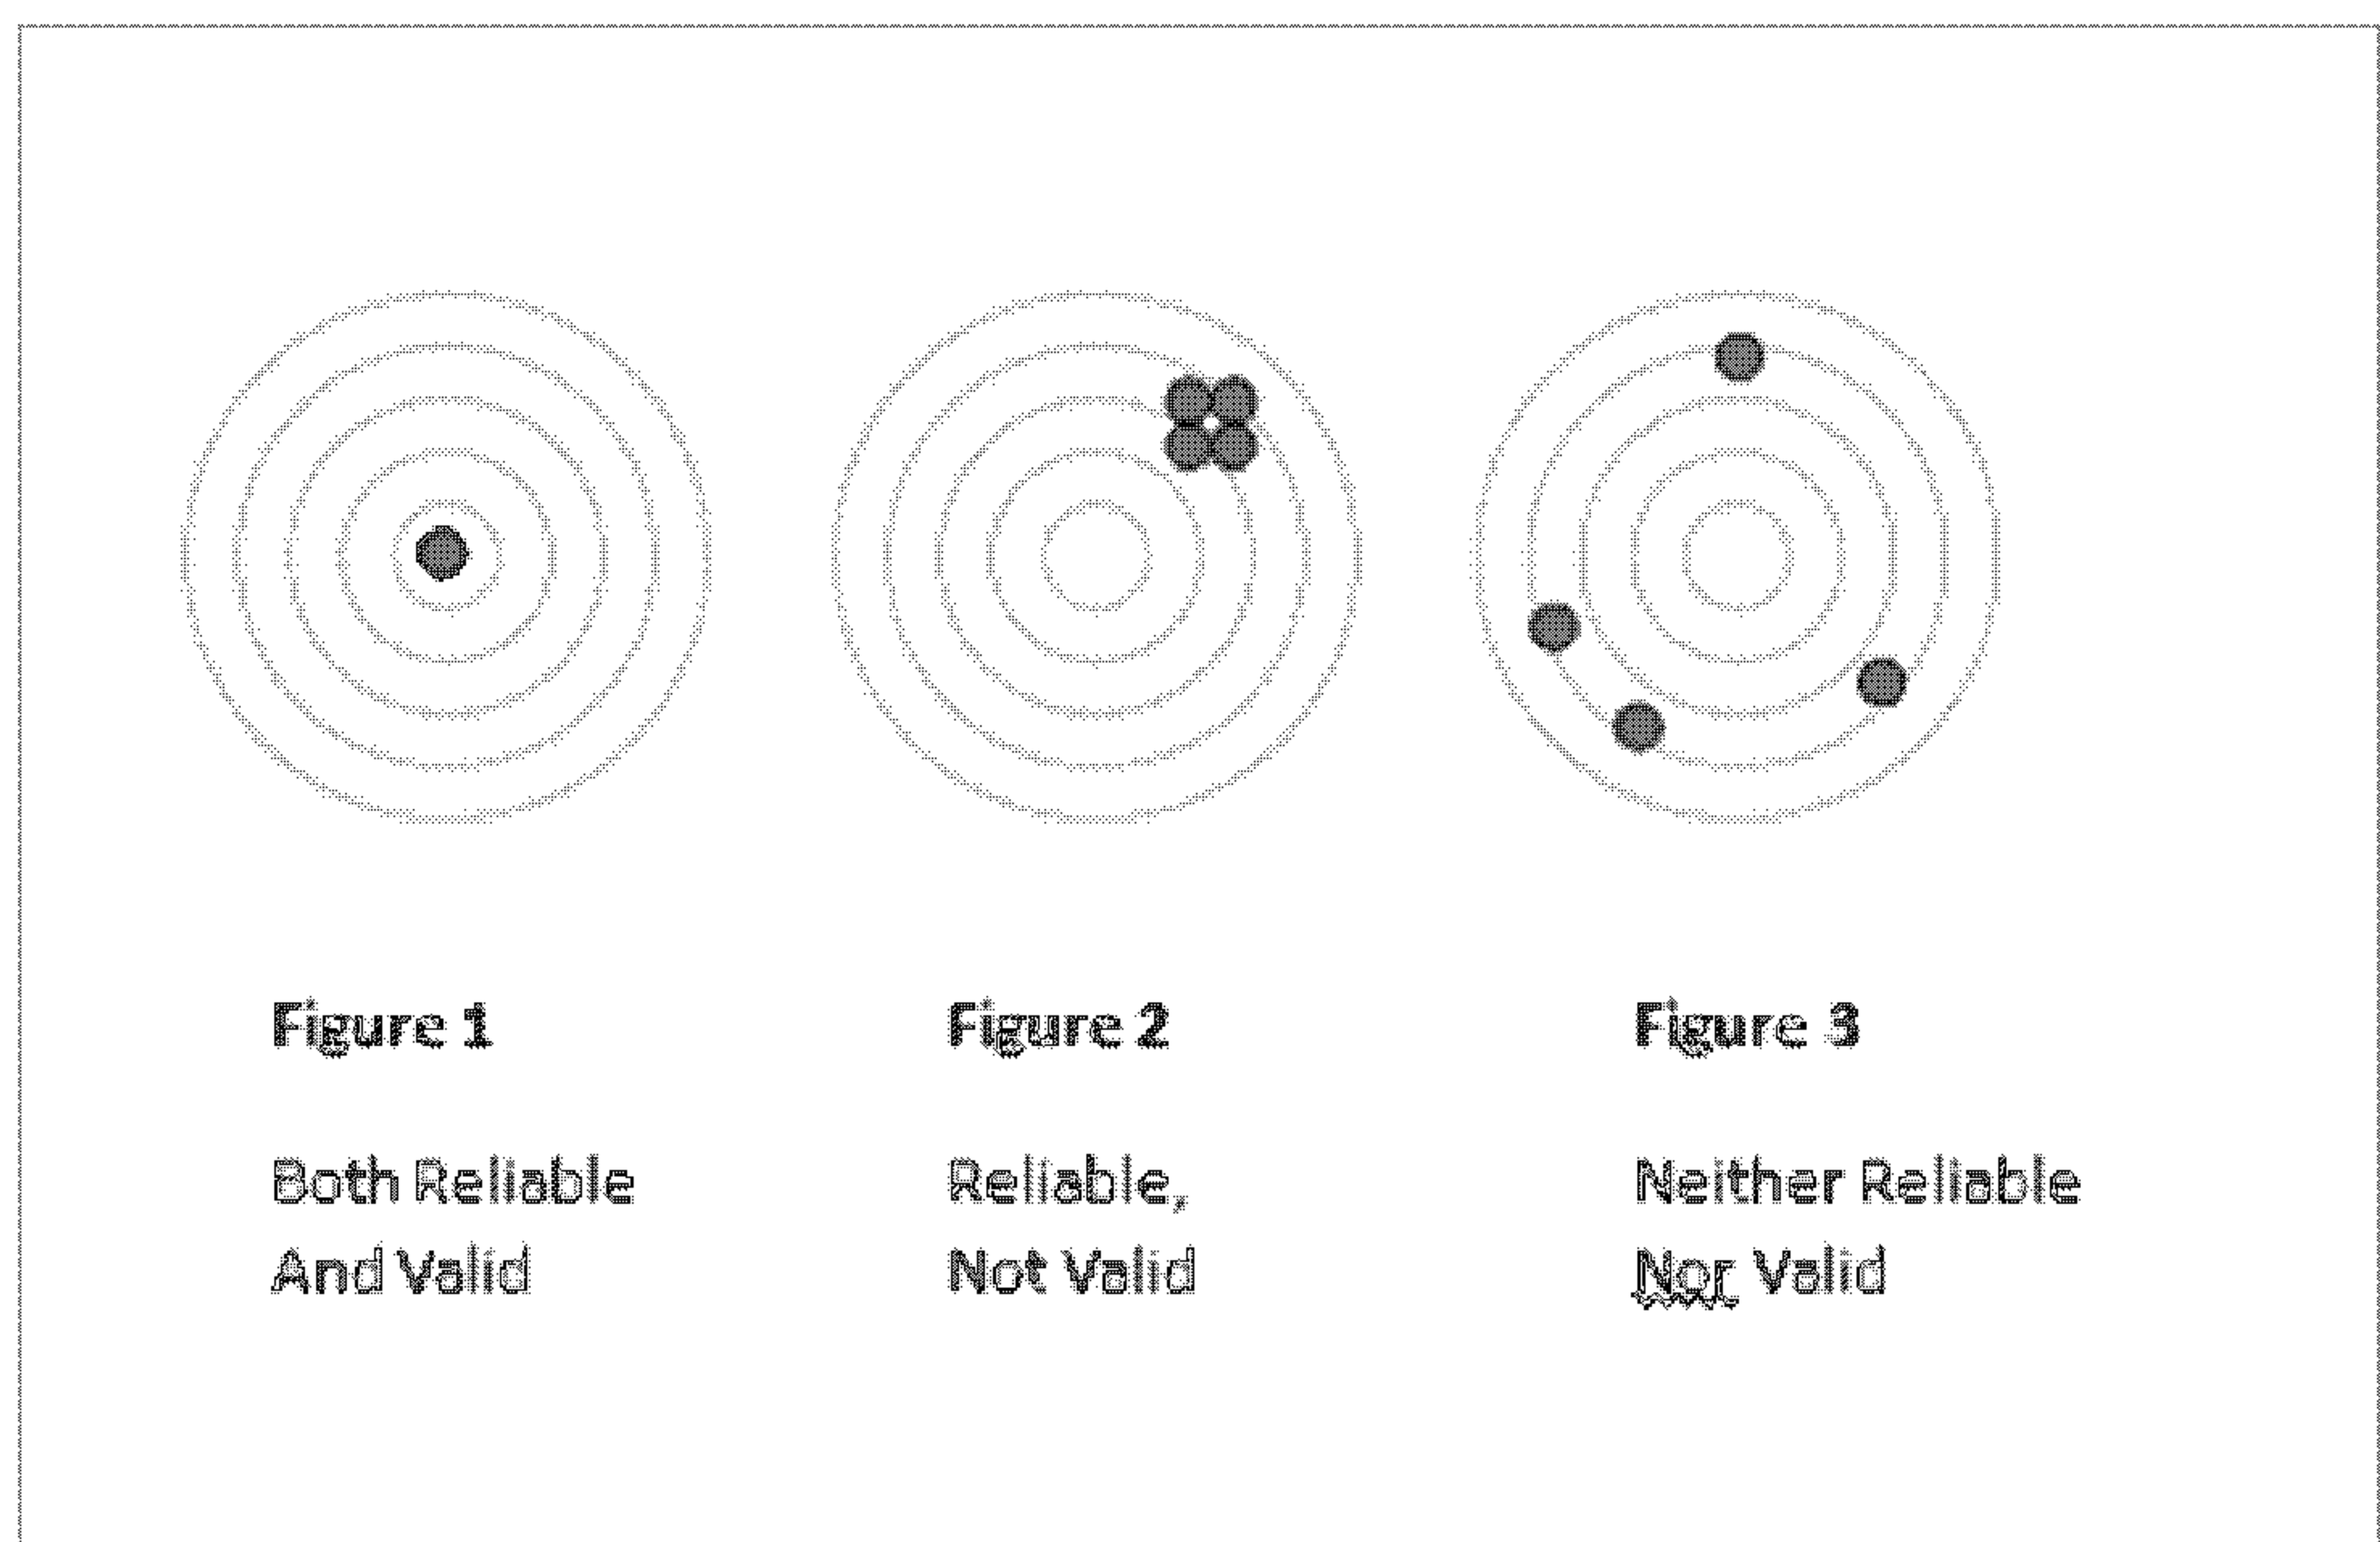 Figure 1
Both Reliable
And Valid
Figure 2
Reliable,
Not Valid
Figure 3
Neither Reliable
Nor Valid